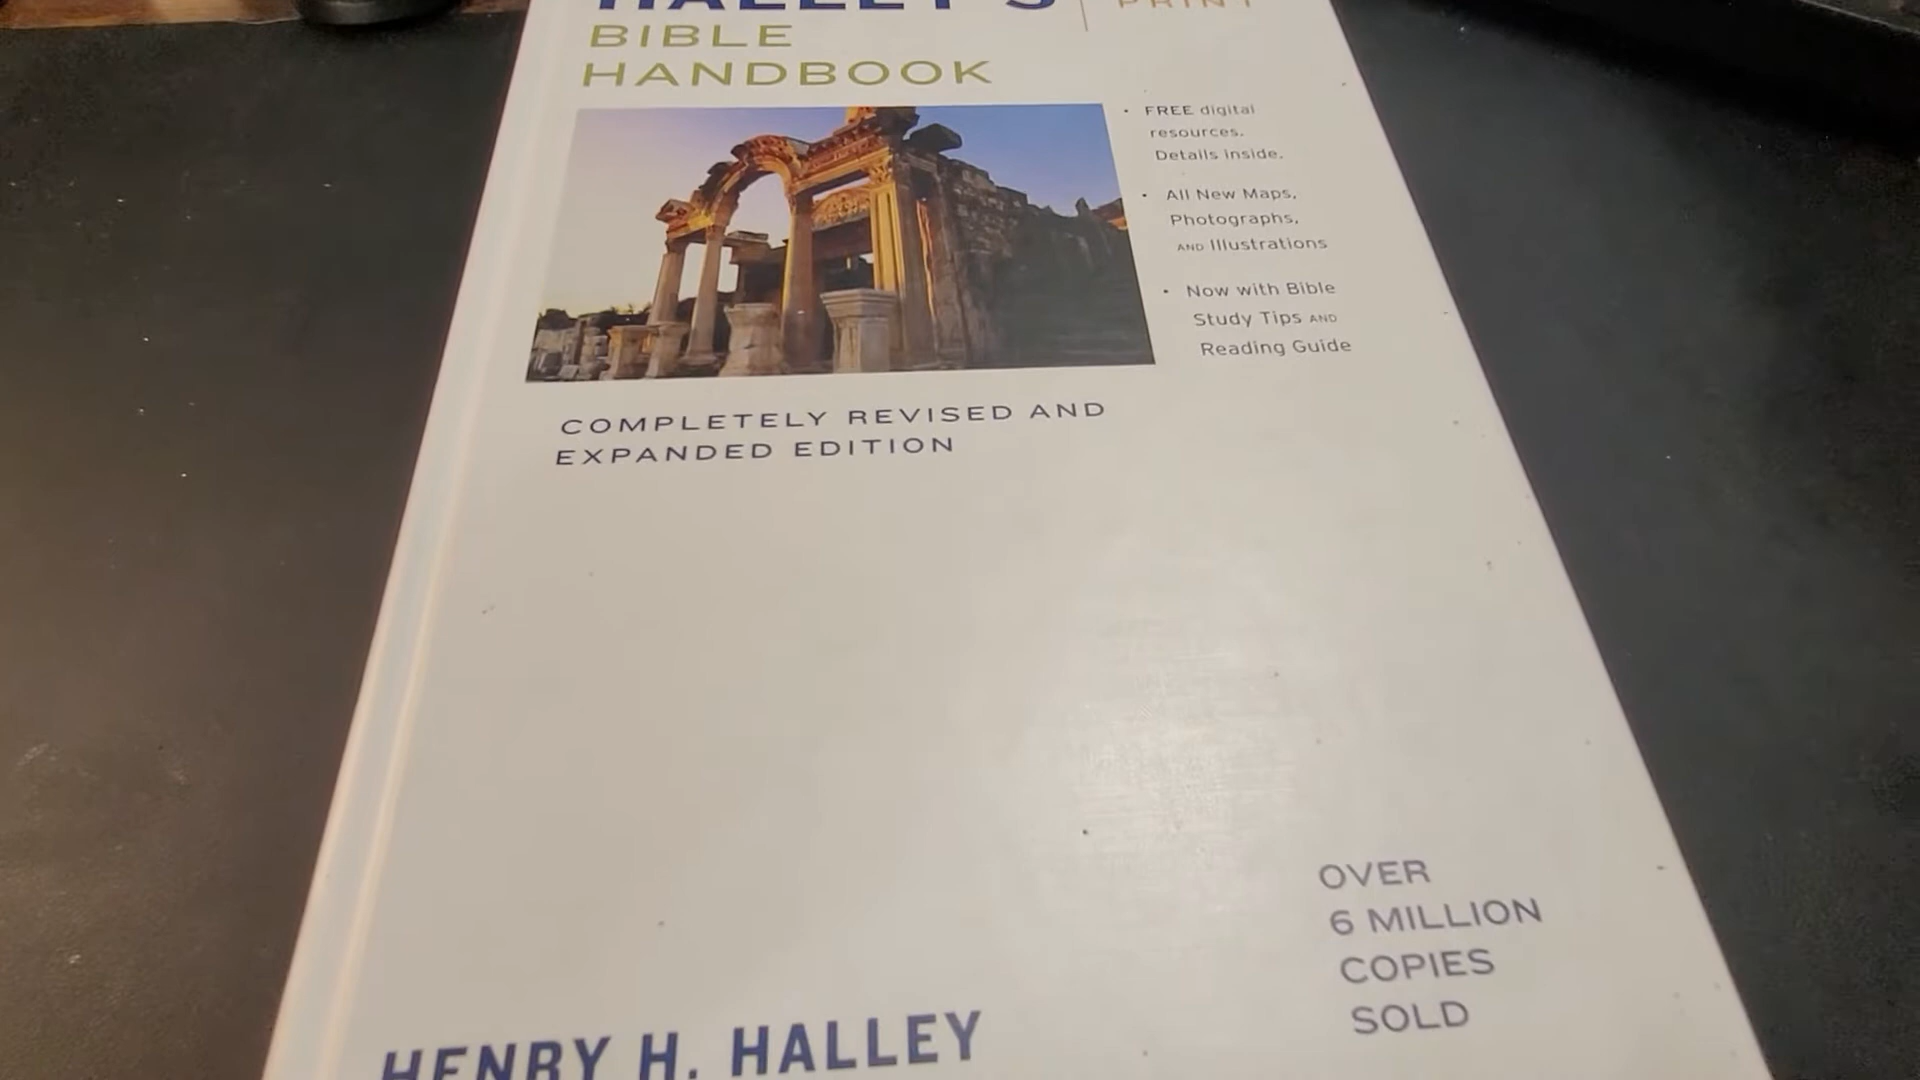 HALLEY'S
PRINT
BIBLE
HANDBOOK
• FREE digital
resources.
Details inside.
• All New Maps,
Photographs,
AND Illustrations
• Now with Bible
Study Tips AND
Reading Guide
COMPLETELY REVISED AND
EXPANDED EDITION
OVER
6 MILLION
COPIES
SOLD
HENRY H. HALLEY